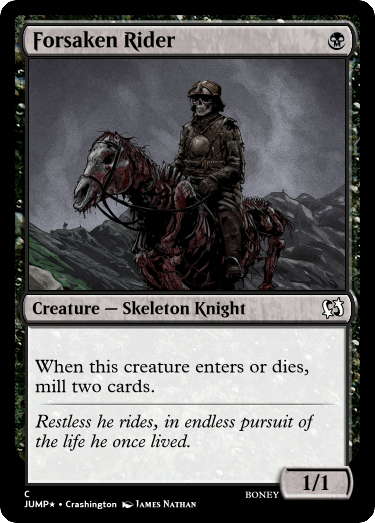 Forsaken Rider
Creature — Skeleton Knight
When this creature enters or dies,
mill two cards.
Restless he rides, in endless pursuit of
the life he once lived.
1/1
C
BONEY
JUMP★ • Crashington James Nathan